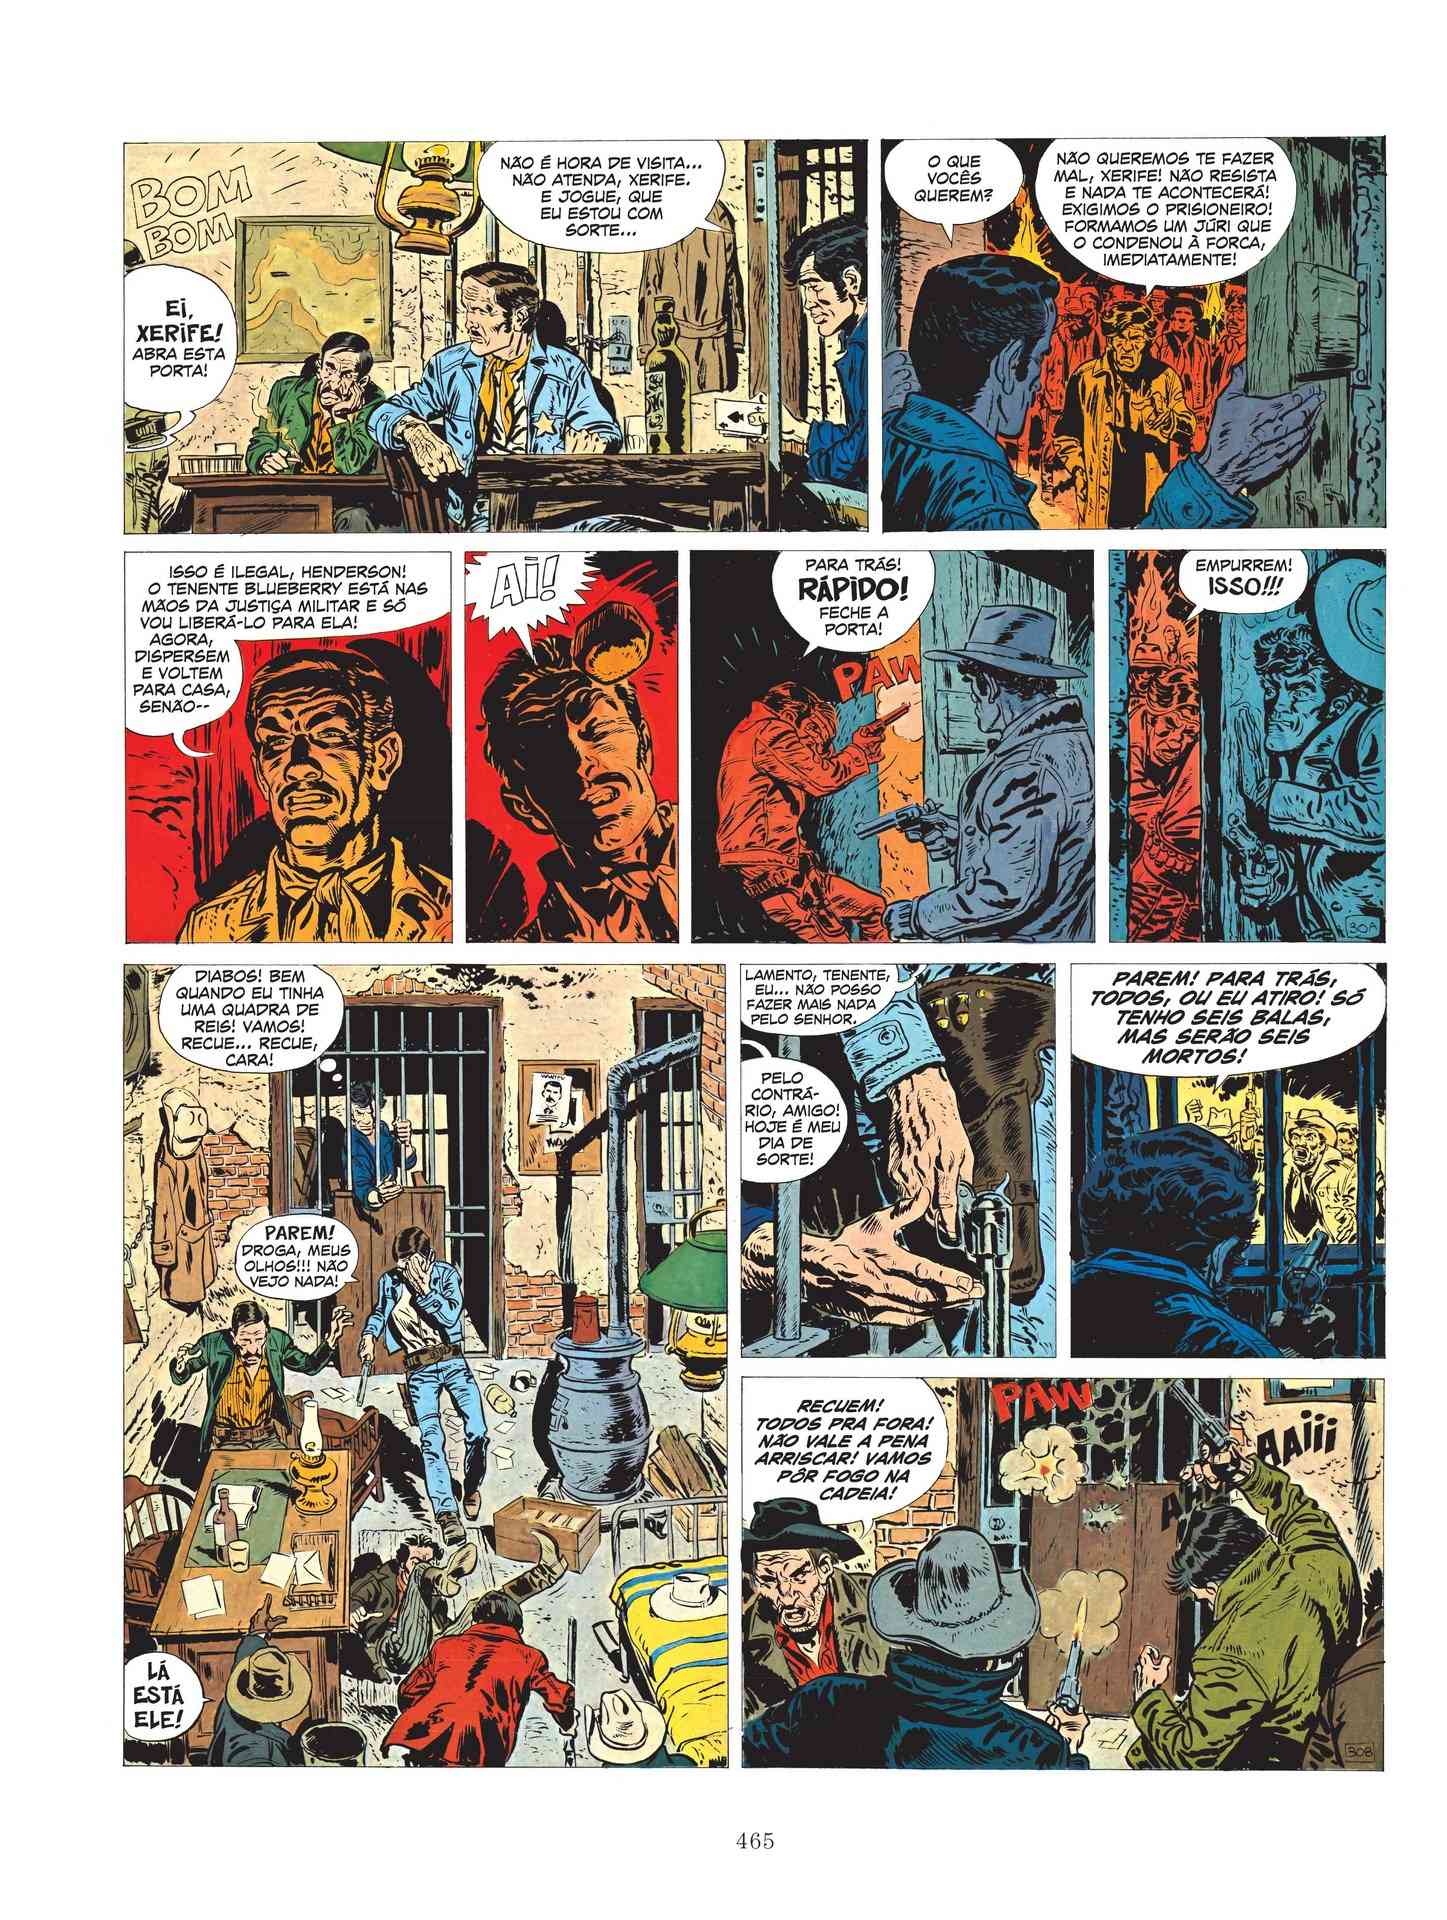 BOM
BOM
EI,
XERIFE!
ABRA ESTA
PORTA!
NÃO É HORA DE VISITA...
NÃO ATENDA, XERIFE.
E JOGUE, QUE
EU ESTOU COM
SORTE...
O QUE
VOCÊS
QUEREM?
NÃO QUEREMOS TE FAZER
MAL, XERIFE! NÃO RESISTA
E NADA TE ACONTECERÁ!
EXIGIMOS O PRISIONEIRO!
FORMAMOS UM JÚRI QUE
O CONDENOU À FORCA,
IMEDIATAMENTE!
ISSO É ILEGAL, HENDERSON!
O TENENTE BLUEBERRY ESTÁ NAS
MÃOS DA JUSTIÇA MILITAR E SÓ
VOU LIBERÁ-LO PARA ELA!
AGORA,
DISPERSEM
E VOLTEM
PARA CASA,
SENÃO--
AI!
PARA TRÁS!
RÁPIDO!
FECHE A
PORTA!
PAW
EMPURREM!
ISSO!!!
30A
DIABOS! BEM
QUANDO EU TINHA
UMA QUADRA DE
REIS! VAMOS!
RECUE... RECUE,
CARA!
PAREM!
DROGA, MEUS
OLHOS!!! NÃO
VEJO NADA!
LÁ
ESTÁ
ELE!
LAMENTO, TENENTE,
EU... NÃO POSSO
FAZER MAIS NADA
PELO SENHOR.
PELO
CONTRÁ-
RIO, AMIGO!
HOJE É MEU
DIA DE
SORTE!
PAREM! PARA TRÁS,
TODOS, OU EU ATIRO! SÓ
TENHO SEIS BALAS,
MAS SERÃO SEIS
MORTOS!
RECUEM!
TODOS PRA FORA!
NÃO VALE A PENA
ARRISCAR! VAMOS
PÔR FOGO NA
CADEIA!
PAW
AAIII
30B
465